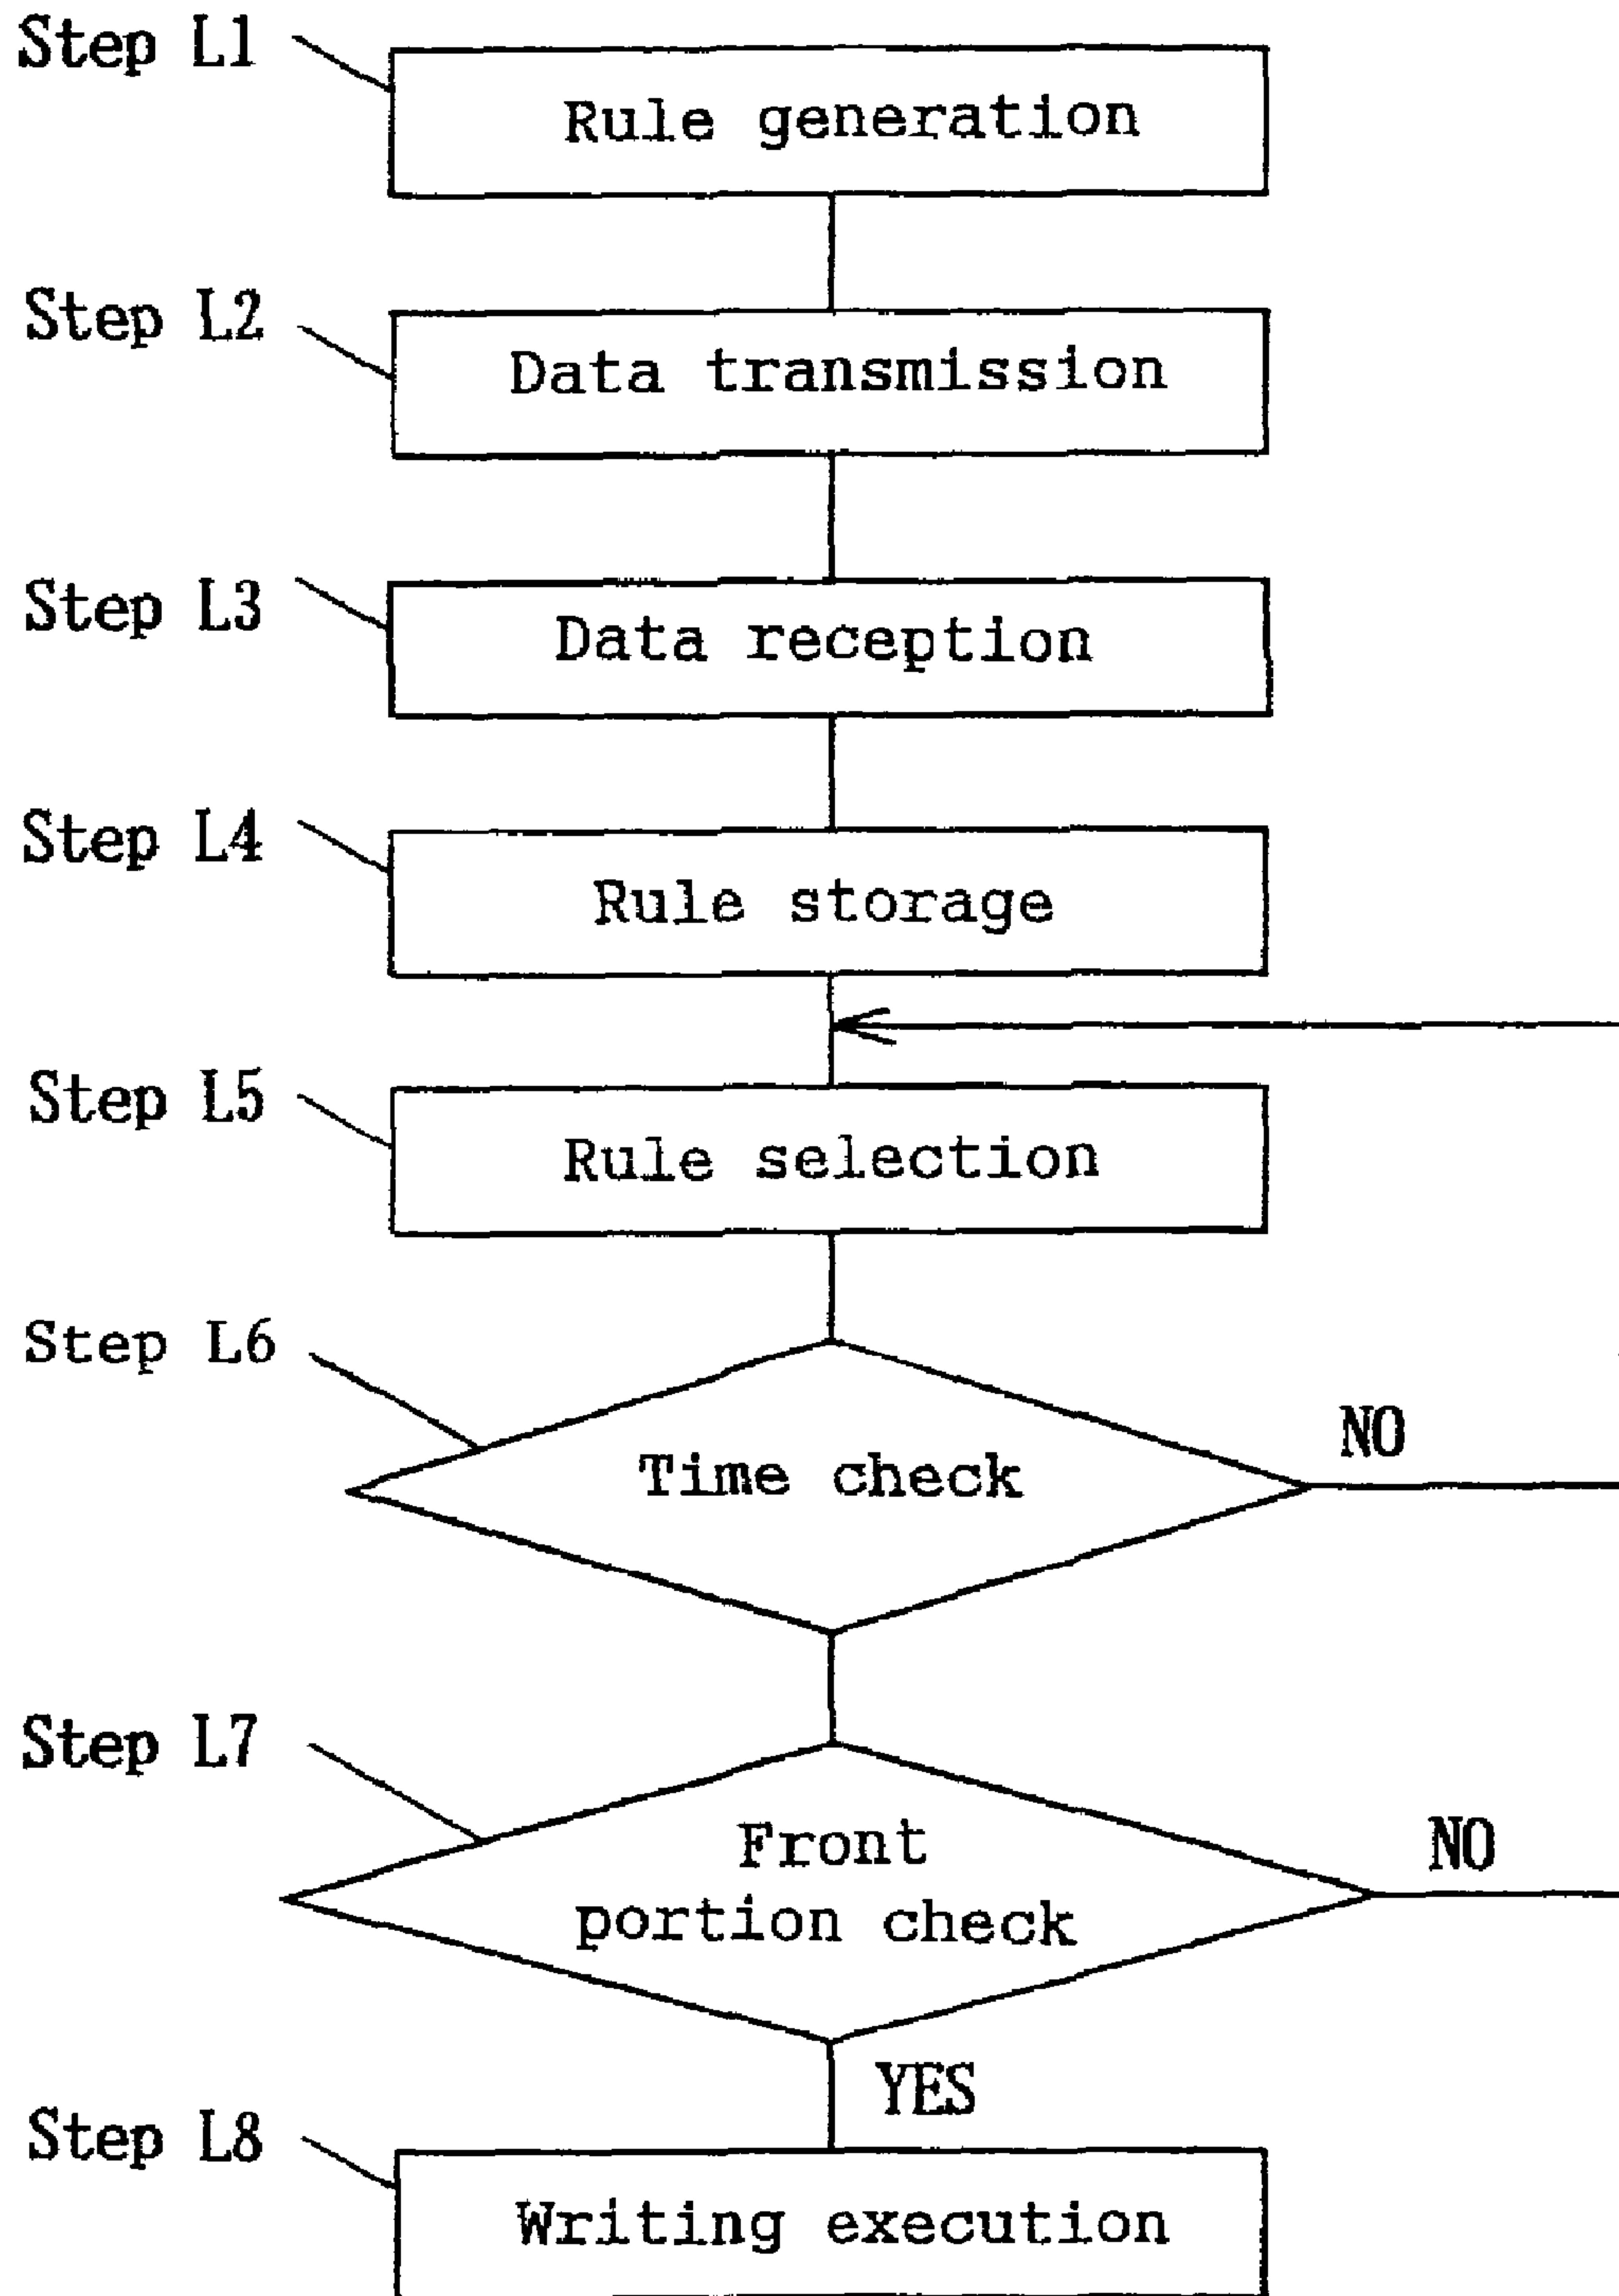 Step L1
Rule generation
Step L2
Data transmission
Step L3
Data reception
Step L4
Rule storage
Step L5
Rule selection
Step L6
Time check
NO
Step L7
Front
portion check
NO
YES
Step L8
Writing execution